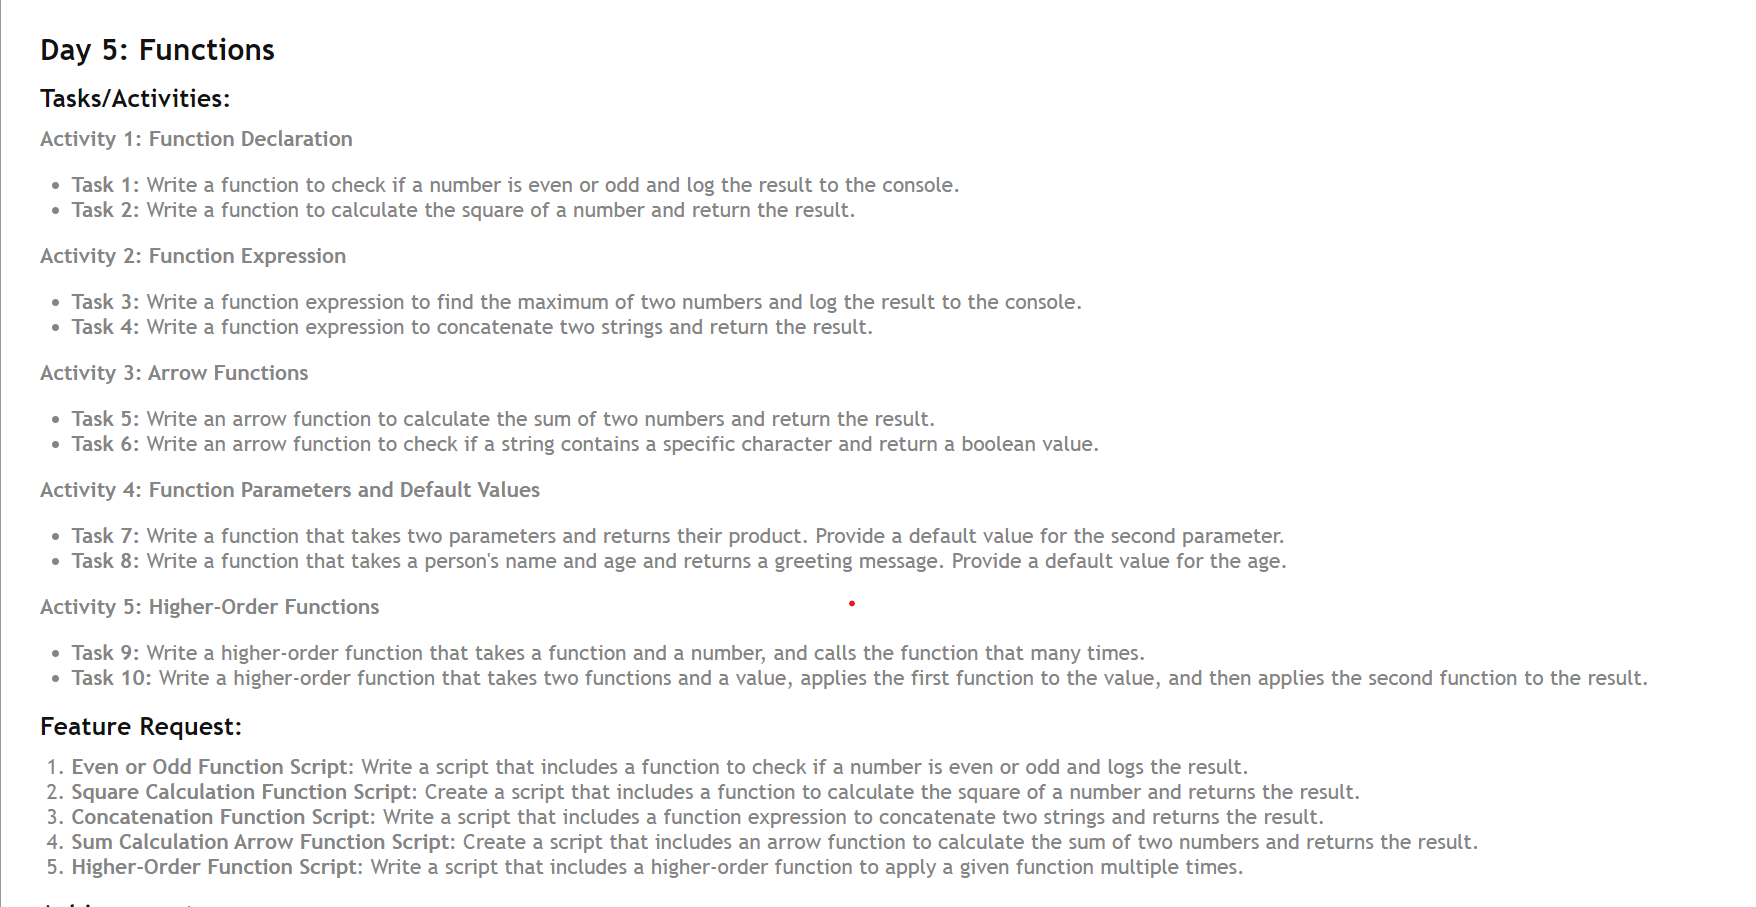 Day 5: Functions
Tasks/Activities:
Activity 1: Function Declaration
• Task 1: Write a function to check if a number is even or odd and log the result to the console.
• Task 2: Write a function to calculate the square of a number and return the result.
Activity 2: Function Expression
• Task 3: Write a function expression to find the maximum of two numbers and log the result to the console.
• Task 4: Write a function expression to concatenate two strings and return the result.
Activity 3: Arrow Functions
• Task 5: Write an arrow function to calculate the sum of two numbers and return the result.
• Task 6: Write an arrow function to check if a string contains a specific character and return a boolean value.
Activity 4: Function Parameters and Default Values
• Task 7: Write a function that takes two parameters and returns their product. Provide a default value for the second parameter.
• Task 8: Write a function that takes a person's name and age and returns a greeting message. Provide a default value for the age.
Activity 5: Higher-Order Functions
• Task 9: Write a higher-order function that takes a function and a number, and calls the function that many times.
• Task 10: Write a higher-order function that takes two functions and a value, applies the first function to the value, and then applies the second function to the result.
Feature Request:
1. Even or Odd Function Script: Write a script that includes a function to check if a number is even or odd and logs the result.
2. Square Calculation Function Script: Create a script that includes a function to calculate the square of a number and returns the result.
3. Concatenation Function Script: Write a script that includes a function expression to concatenate two strings and returns the result.
4. Sum Calculation Arrow Function Script: Create a script that includes an arrow function to calculate the sum of two numbers and returns the result.
5. Higher-Order Function Script: Write a script that includes a higher-order function to apply a given function multiple times.